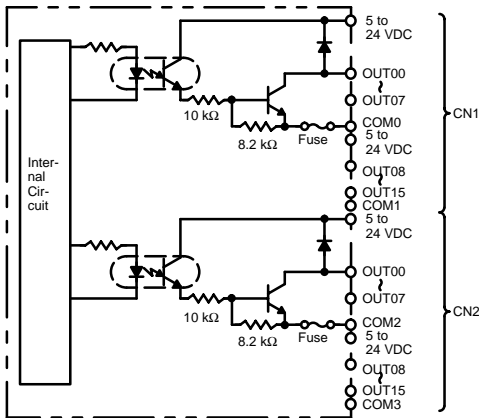 5 to
24 VDC
OUT00
~
OUT07
10 kΩ
COM0
8.2 kΩ
Fuse
5 to
24 VDC
CN1
Inter-
nal
Cir-
cuit
OUT08
~
OUT15
COM1
5 to
24 VDC
OUT00
~
OUT07
10 kΩ
COM2
8.2 kΩ
Fuse
5 to
24 VDC
CN2
OUT08
~
OUT15
COM3